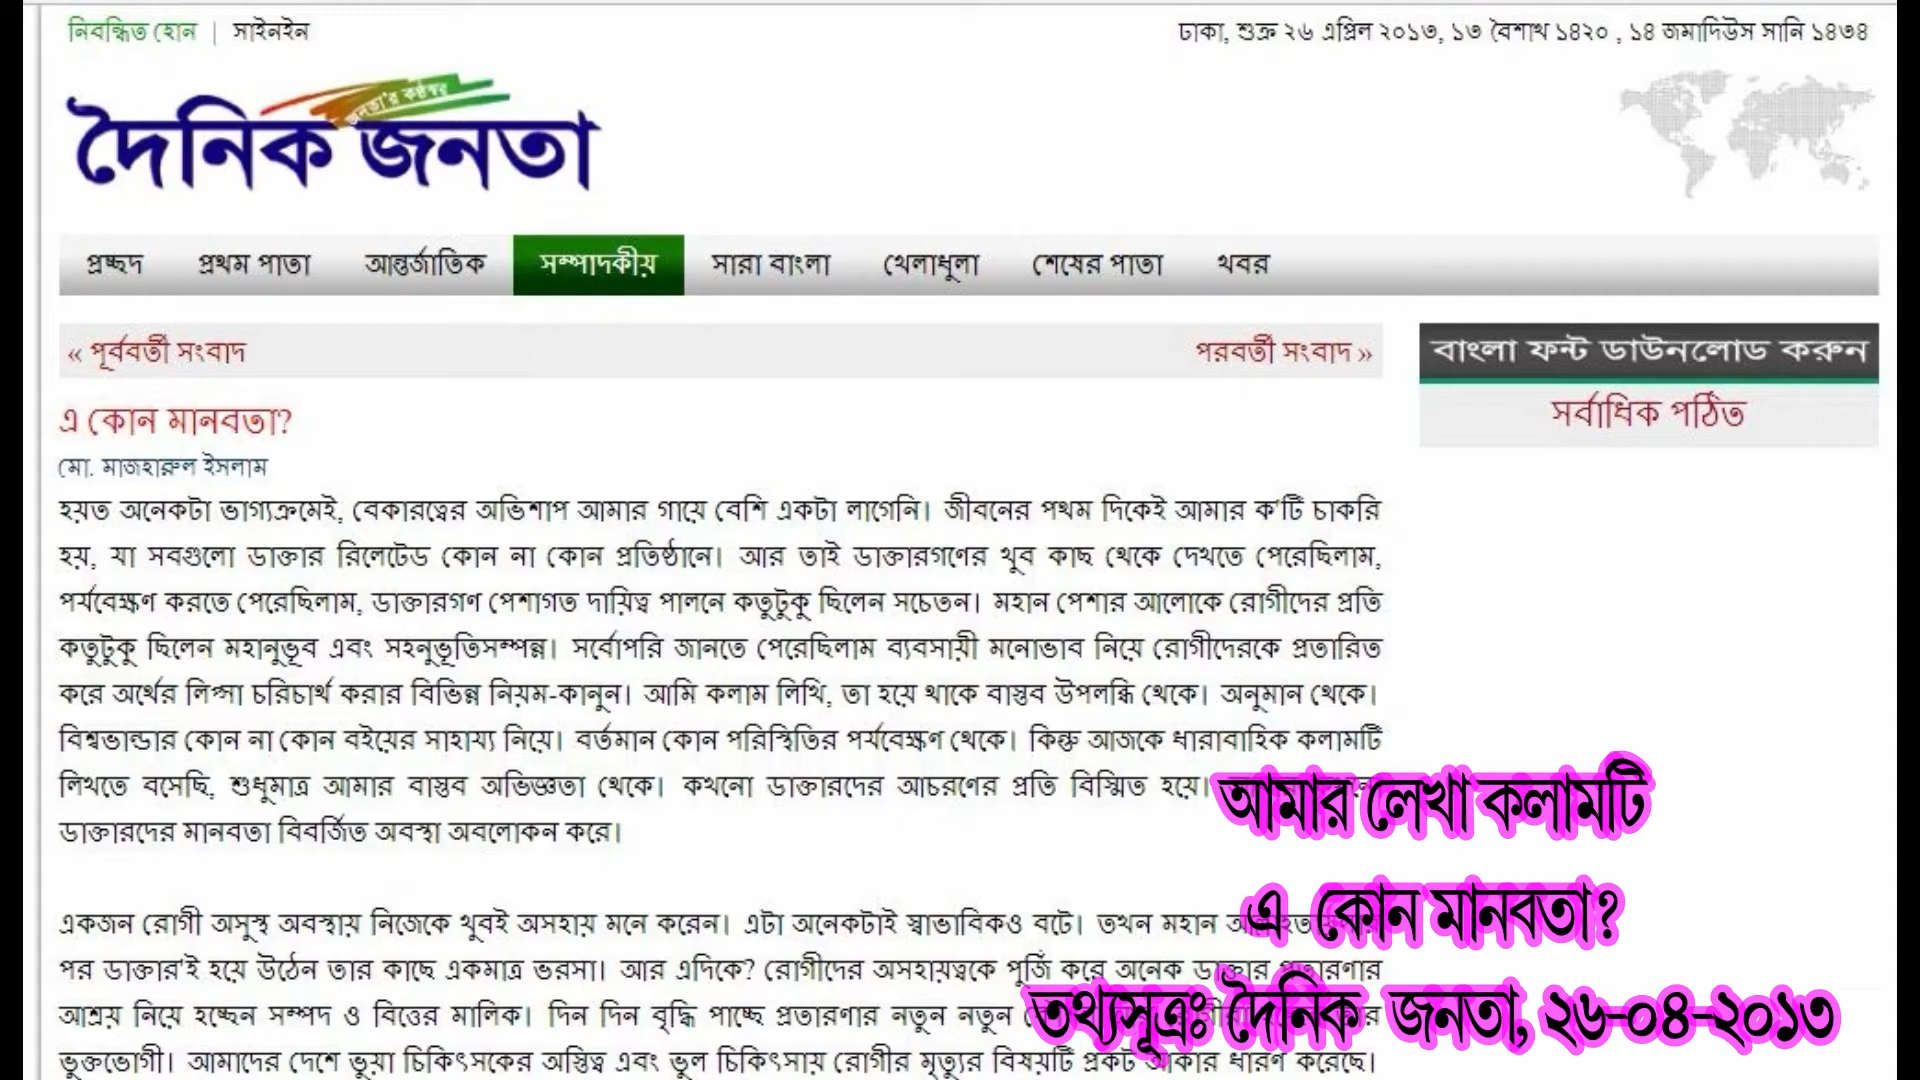 নিবন্ধিত হোন | সাইনইন
ঢাকা, শুক্র ২৬ এপ্রিল ২০১৩, ১৩ বৈশাখ ১৪২০ , ১৪ জমাদিউস সানি ১৪৩৪
জনতা'র কন্ঠস্বর
দৈনিক জনতা
প্রচ্ছদ প্রথম পাতা আন্তর্জাতিক সম্পাদকীয় সারা বাংলা খেলাধুলা শেষের পাতা খবর
« পূর্ববর্তী সংবাদ পরবর্তী সংবাদ »
বাংলা ফন্ট ডাউনলোড করুন
সর্বাধিক পঠিত
এ কোন মানবতা?
মো. মাজহারুল ইসলাম
হয়ত অনেকটা ভাগ্যক্রমেই, বেকারত্বের অভিশাপ আমার গায়ে বেশি একটা লাগেনি। জীবনের পথম দিকেই আমার ক'টি চাকরি
হয়, যা সবগুলো ডাক্তার রিলেটেড কোন না কোন প্রতিষ্ঠানে। আর তাই ডাক্তারগণের খুব কাছ থেকে দেখতে পেরেছিলাম,
পর্যবেক্ষণ করতে পেরেছিলাম, ডাক্তারগণ পেশাগত দায়িত্ব পালনে কতুটুকু ছিলেন সচেতন। মহান পেশার আলোকে রোগীদের প্রতি
কতুটুকু ছিলেন মহানুভূব এবং সহনুভূতিসম্পন্ন। সর্বোপরি জানতে পেরেছিলাম ব্যবসায়ী মনোভাব নিয়ে রোগীদেরকে প্রতারিত
করে অর্থের লিপ্সা চরিচার্থ করার বিভিন্ন নিয়ম-কানুন। আমি কলাম লিখি, তা হয়ে থাকে বাস্তব উপলব্ধি থেকে। অনুমান থেকে।
বিশ্বভান্ডার কোন না কোন বইয়ের সাহায্য নিয়ে। বর্তমান কোন পরিস্থিতির পর্যবেক্ষণ থেকে। কিন্তু আজকে ধারাবাহিক কলামটি
লিখতে বসেছি, শুধুমাত্র আমার বাস্তব অভিজ্ঞতা থেকে। কখনো ডাক্তারদের আচরণের প্রতি বিস্মিত হয়ে।
ডাক্তারদের মানবতা বিবর্জিত অবস্থা অবলোকন করে।
একজন রোগী অসুস্থ অবস্থায় নিজেকে খুবই অসহায় মনে করেন। এটা অনেকটাই স্বাভাবিকও বটে। তখন মহান
পর ডাক্তার'ই হয়ে উঠেন তার কাছে একমাত্র ভরসা। আর এদিকে? রোগীদের অসহায়ত্বকে পুজিঁ করে অনেক ডাক্তার প্রতারণার
আশ্রয় নিয়ে হচ্ছেন সম্পদ ও বিত্তের মালিক। দিন দিন বৃদ্ধি পাচ্ছে প্রতারণার নতুন নতুন
ভুক্তভোগী। আমাদের দেশে ভুয়া চিকিৎসকের অস্তিত্ব এবং ভুল চিকিৎসায় রোগীর মৃত্যুর বিষয়টি প্রকট আকার ধারণ করেছে।
আমার লেখা কলামটি
এ কোন মানবতা?
তথ্যসূত্রঃ দৈনিক জনতা, ২৬-০৪-২০১৩